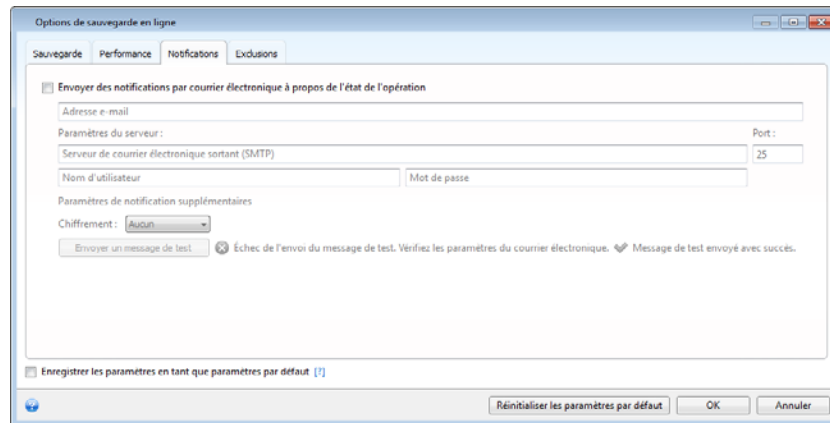 Options de sauvegarde en ligne
Sauvegarde Performance Notifications Exclusions
Envoyer des notifications par courrier électronique à propos de l'état de l'opération
Adresse e-mail
Paramètres du serveur : Port :
Serveur de courrier électronique sortant (SMTP) 25
Nom d'utilisateur Mot de passe
Paramètres de notification supplémentaires
Chiffrement : Aucun
Envoyer un message de test Échec de l'envoi du message de test. Vérifiez les paramètres du courrier électronique. Message de test envoyé avec succès.
Enregistrer les paramètres en tant que paramètres par défaut [?]
Réinitialiser les paramètres par défaut OK Annuler